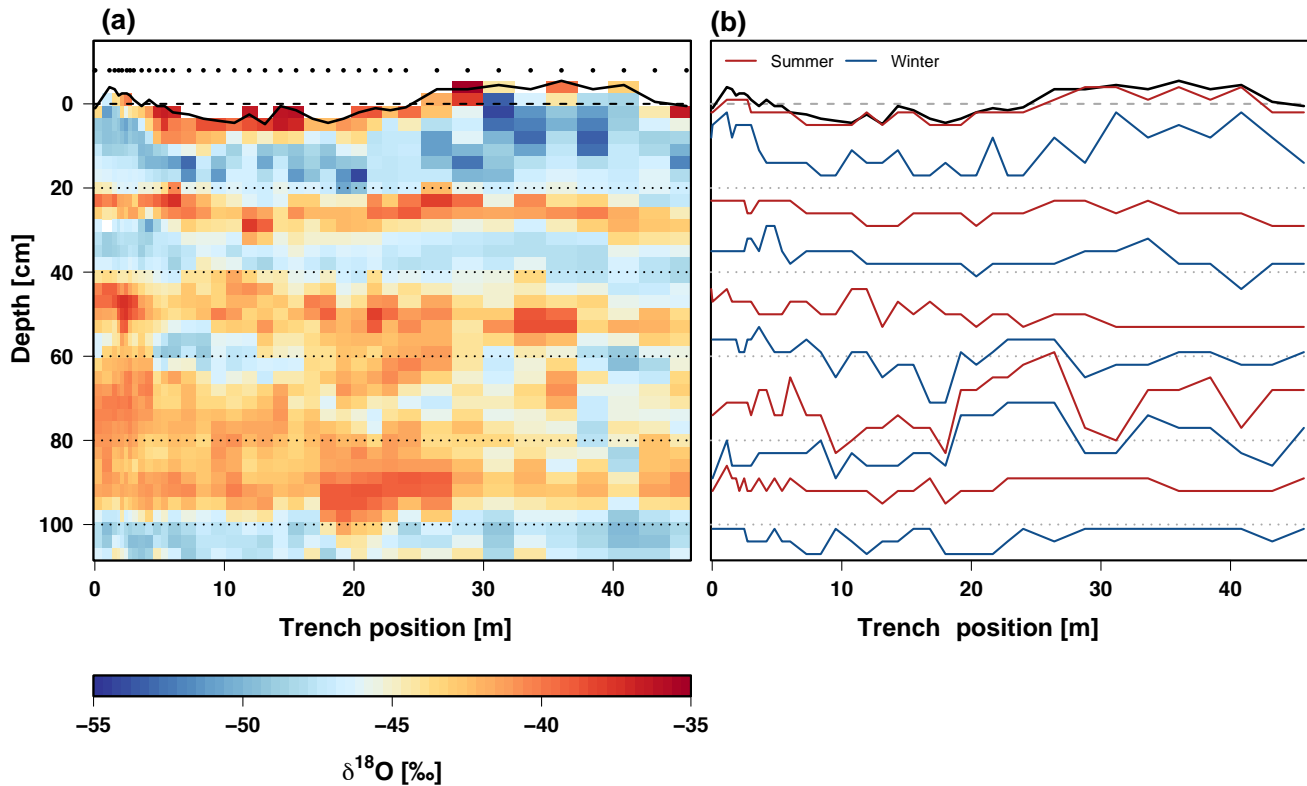 (a)
(b)
Summer
Winter
0
20
40
60
80
100
Depth [cm]
0
10
20
30
40
0
10
20
30
40
Trench position [m]
Trench position [m]
−55
−50
−45
−40
−35
δ¹⁸O [‰]